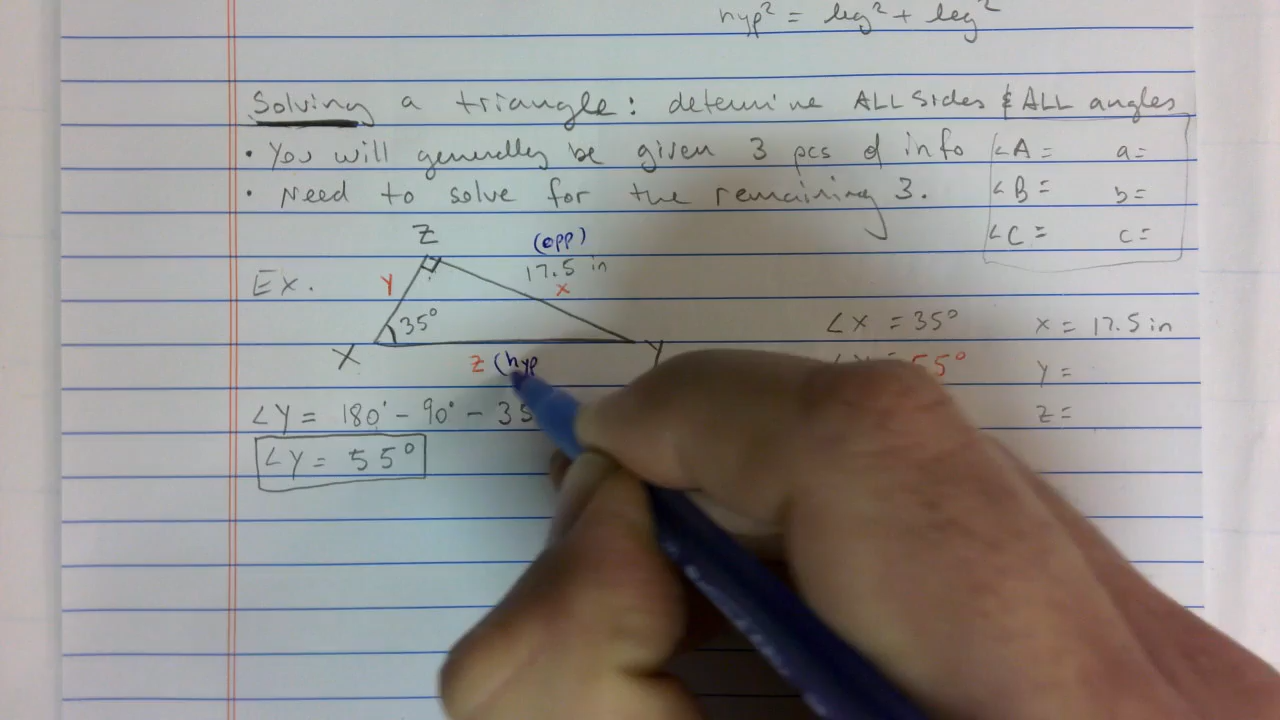 hyp² = leg² + leg²
Solving a triangle: determine ALL sides & ALL angles
• You will generally be given 3 pcs of info
• Need to solve for the remaining 3.
∠A = a=
∠B = b=
∠C = c=
Ex.
Z
(opp)
17.5 in
y
x
35°
X
Y
z (hyp
∠X = 35° x = 17.5 in
55° y =
z =
∠Y = 180° - 90° - 35
∠Y = 55°